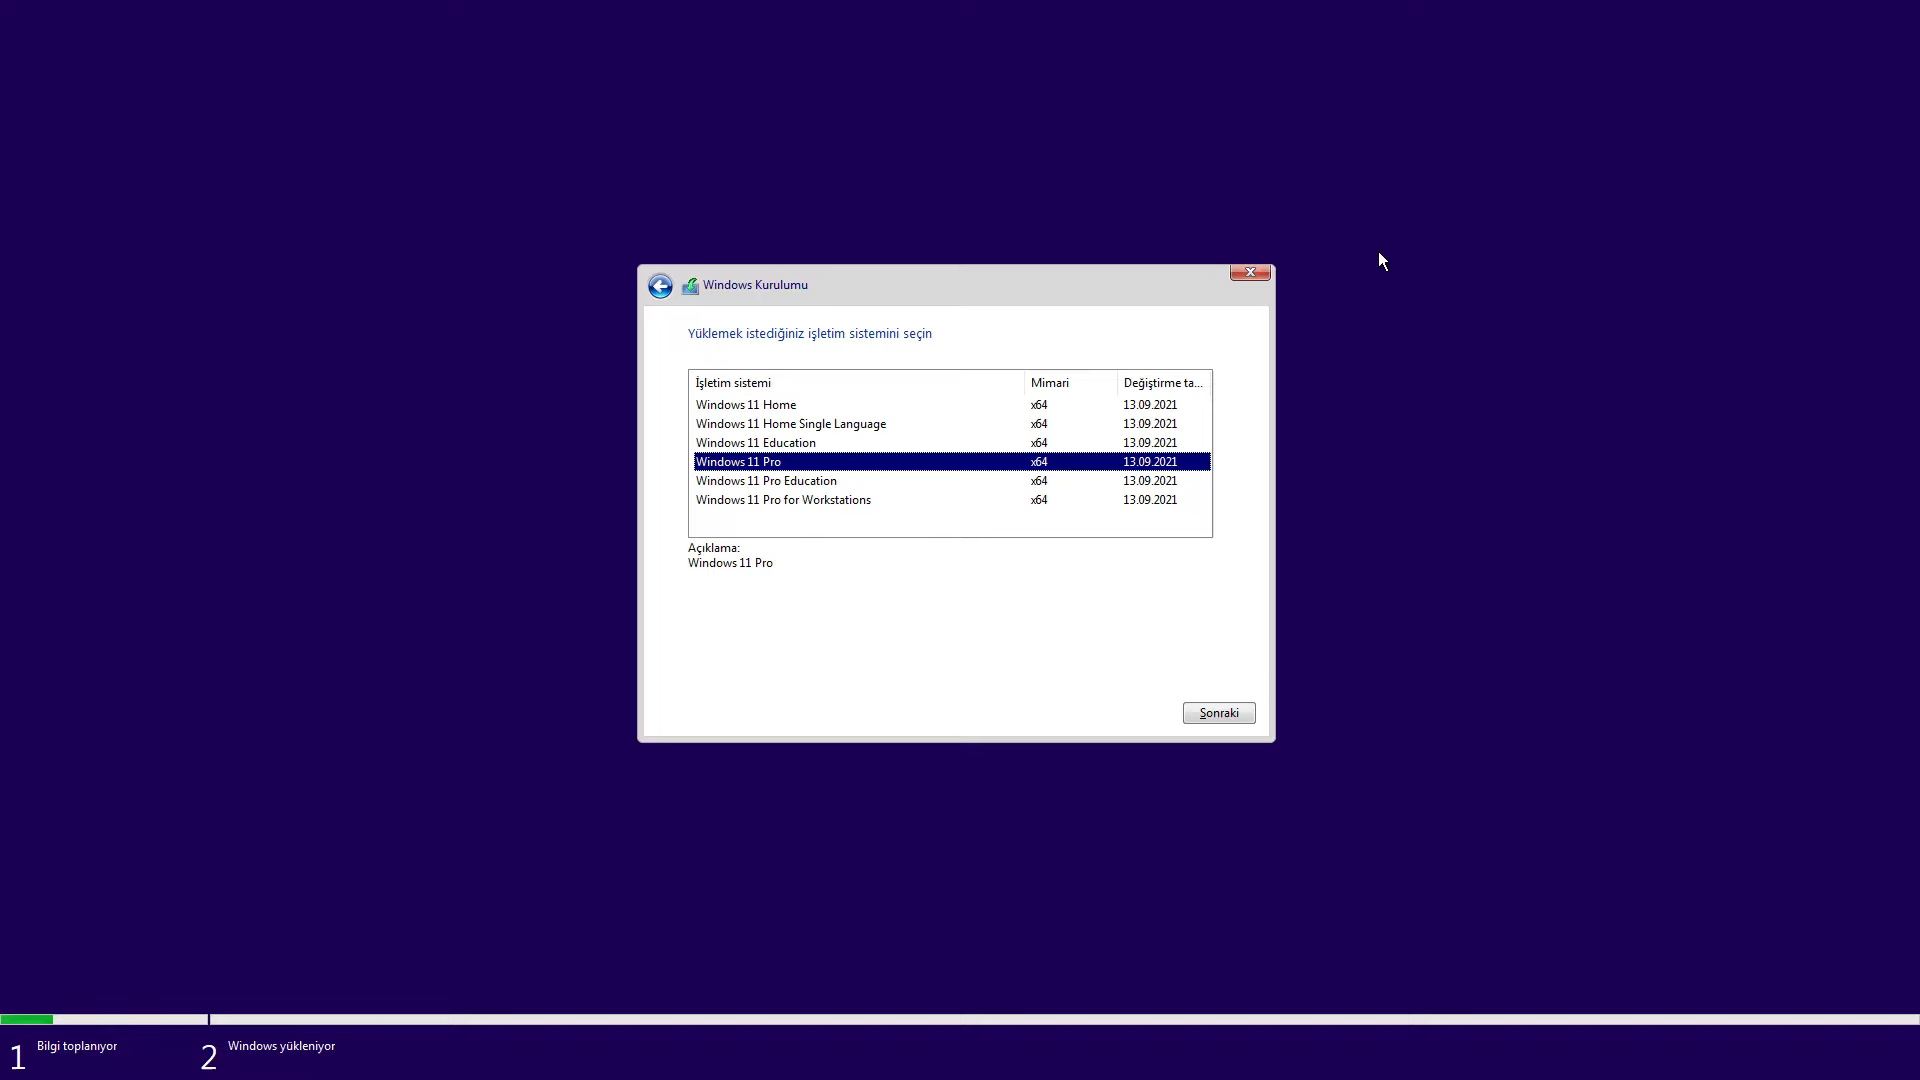 Windows Kurulumu
Yüklemek istediğiniz işletim sistemini seçin
İşletim sistemi Mimari Değiştirme ta...
Windows 11 Home x64 13.09.2021
Windows 11 Home Single Language x64 13.09.2021
Windows 11 Education x64 13.09.2021
Windows 11 Pro x64 13.09.2021
Windows 11 Pro Education x64 13.09.2021
Windows 11 Pro for Workstations x64 13.09.2021
Açıklama:
Windows 11 Pro
Sonraki
1 Bilgi toplanıyor 2 Windows yükleniyor